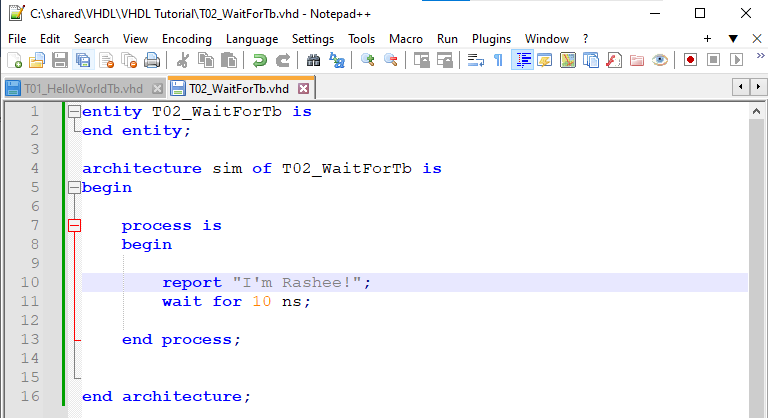 C:\shared\VHDL\VHDL Tutorial\T02_WaitForTb.vhd - Notepad++
File Edit Search View Encoding Language Settings Tools Macro Run Plugins Window ?
T01_HelloWorldTb.vhd T02_WaitForTb.vhd
1 entity T02_WaitForTb is
2 end entity;
3
4 architecture sim of T02_WaitForTb is
5 begin
6
7 process is
8 begin
9
10 report "I'm Rashee!";
11 wait for 10 ns;
12
13 end process;
14
15
16 end architecture;